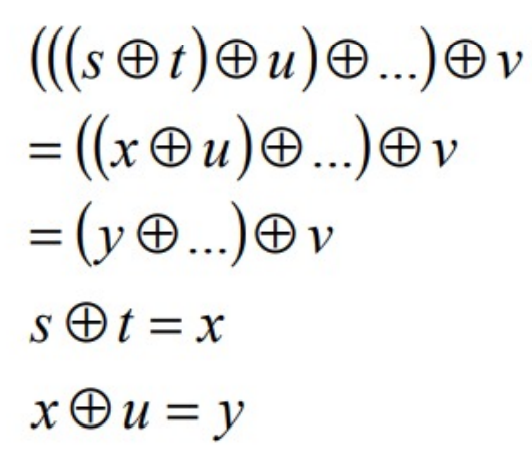 (((s ⊕ t) ⊕ u) ⊕ ...) ⊕ v
= ((x ⊕ u) ⊕ ...) ⊕ v
= (y ⊕ ...) ⊕ v
s ⊕ t = x
x ⊕ u = y